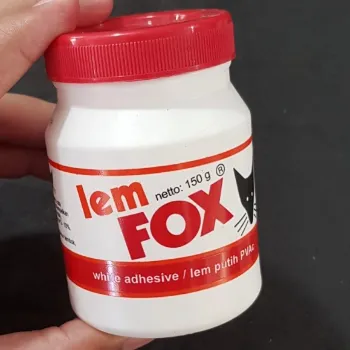 lem
netto: 150 g
FOX®
white adhesive / lem putih PVAc